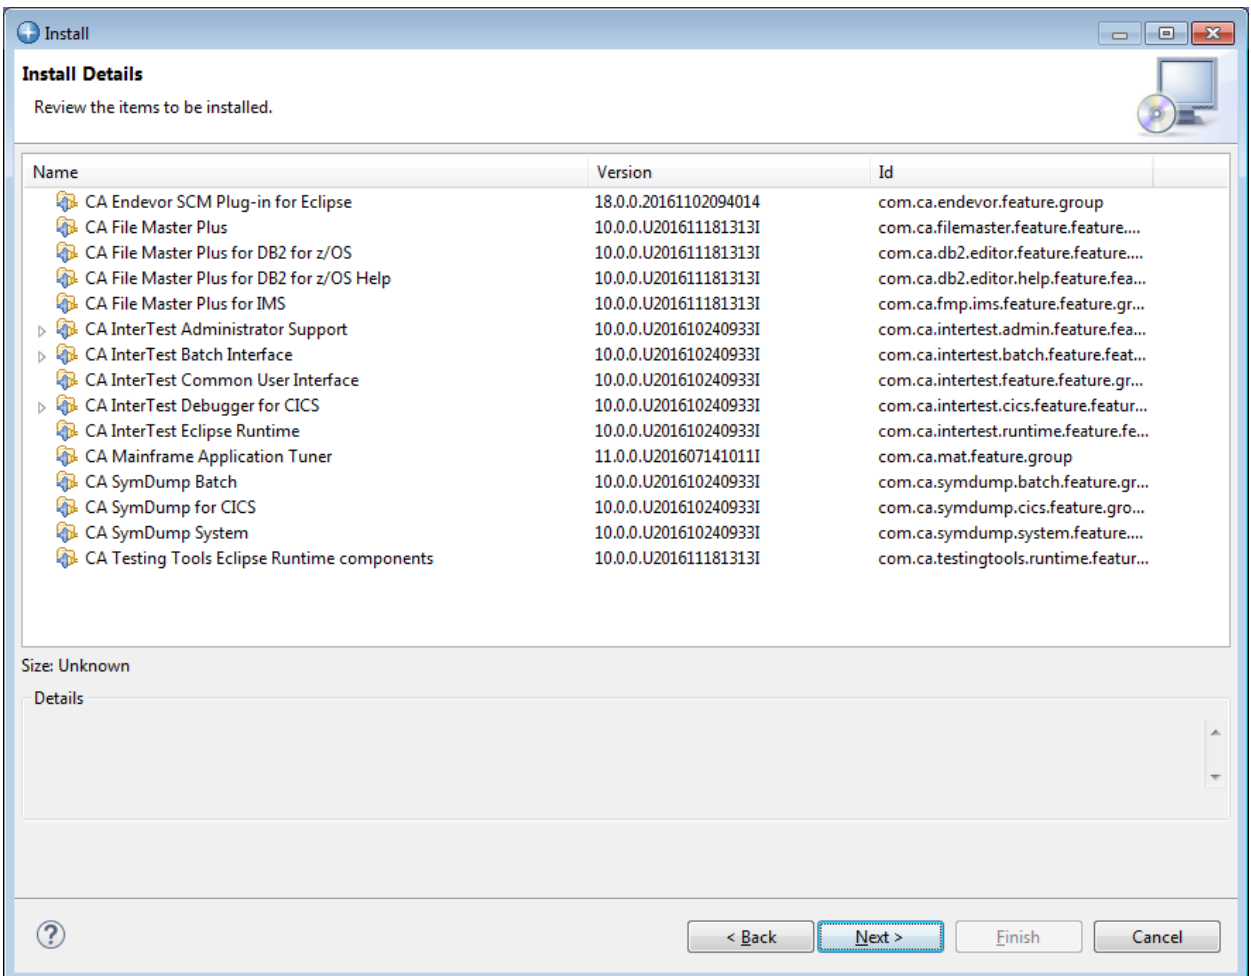 Install
Install Details
Review the items to be installed.
Name Version Id
CA Endevor SCM Plug-in for Eclipse 18.0.0.20161102094014 com.ca.endevor.feature.group
CA File Master Plus 10.0.0.U201611181313I com.ca.filemaster.feature.feature....
CA File Master Plus for DB2 for z/OS 10.0.0.U201611181313I com.ca.db2.editor.feature.feature....
CA File Master Plus for DB2 for z/OS Help 10.0.0.U201611181313I com.ca.db2.editor.help.feature.fea...
CA File Master Plus for IMS 10.0.0.U201611181313I com.ca.fmp.ims.feature.feature.gr...
CA InterTest Administrator Support 10.0.0.U201610240933I com.ca.intertest.admin.feature.fea...
CA InterTest Batch Interface 10.0.0.U201610240933I com.ca.intertest.batch.feature.feat...
CA InterTest Common User Interface 10.0.0.U201610240933I com.ca.intertest.feature.feature.gr...
CA InterTest Debugger for CICS 10.0.0.U201610240933I com.ca.intertest.cics.feature.featur...
CA InterTest Eclipse Runtime 10.0.0.U201610240933I com.ca.intertest.runtime.feature.fe...
CA Mainframe Application Tuner 11.0.0.U201607141011I com.ca.mat.feature.group
CA SymDump Batch 10.0.0.U201610240933I com.ca.symdump.batch.feature.gr...
CA SymDump for CICS 10.0.0.U201610240933I com.ca.symdump.cics.feature.gro...
CA SymDump System 10.0.0.U201610240933I com.ca.symdump.system.feature....
CA Testing Tools Eclipse Runtime components 10.0.0.U201611181313I com.ca.testingtools.runtime.featur...
Size: Unknown
Details
? < Back Next > Finish Cancel